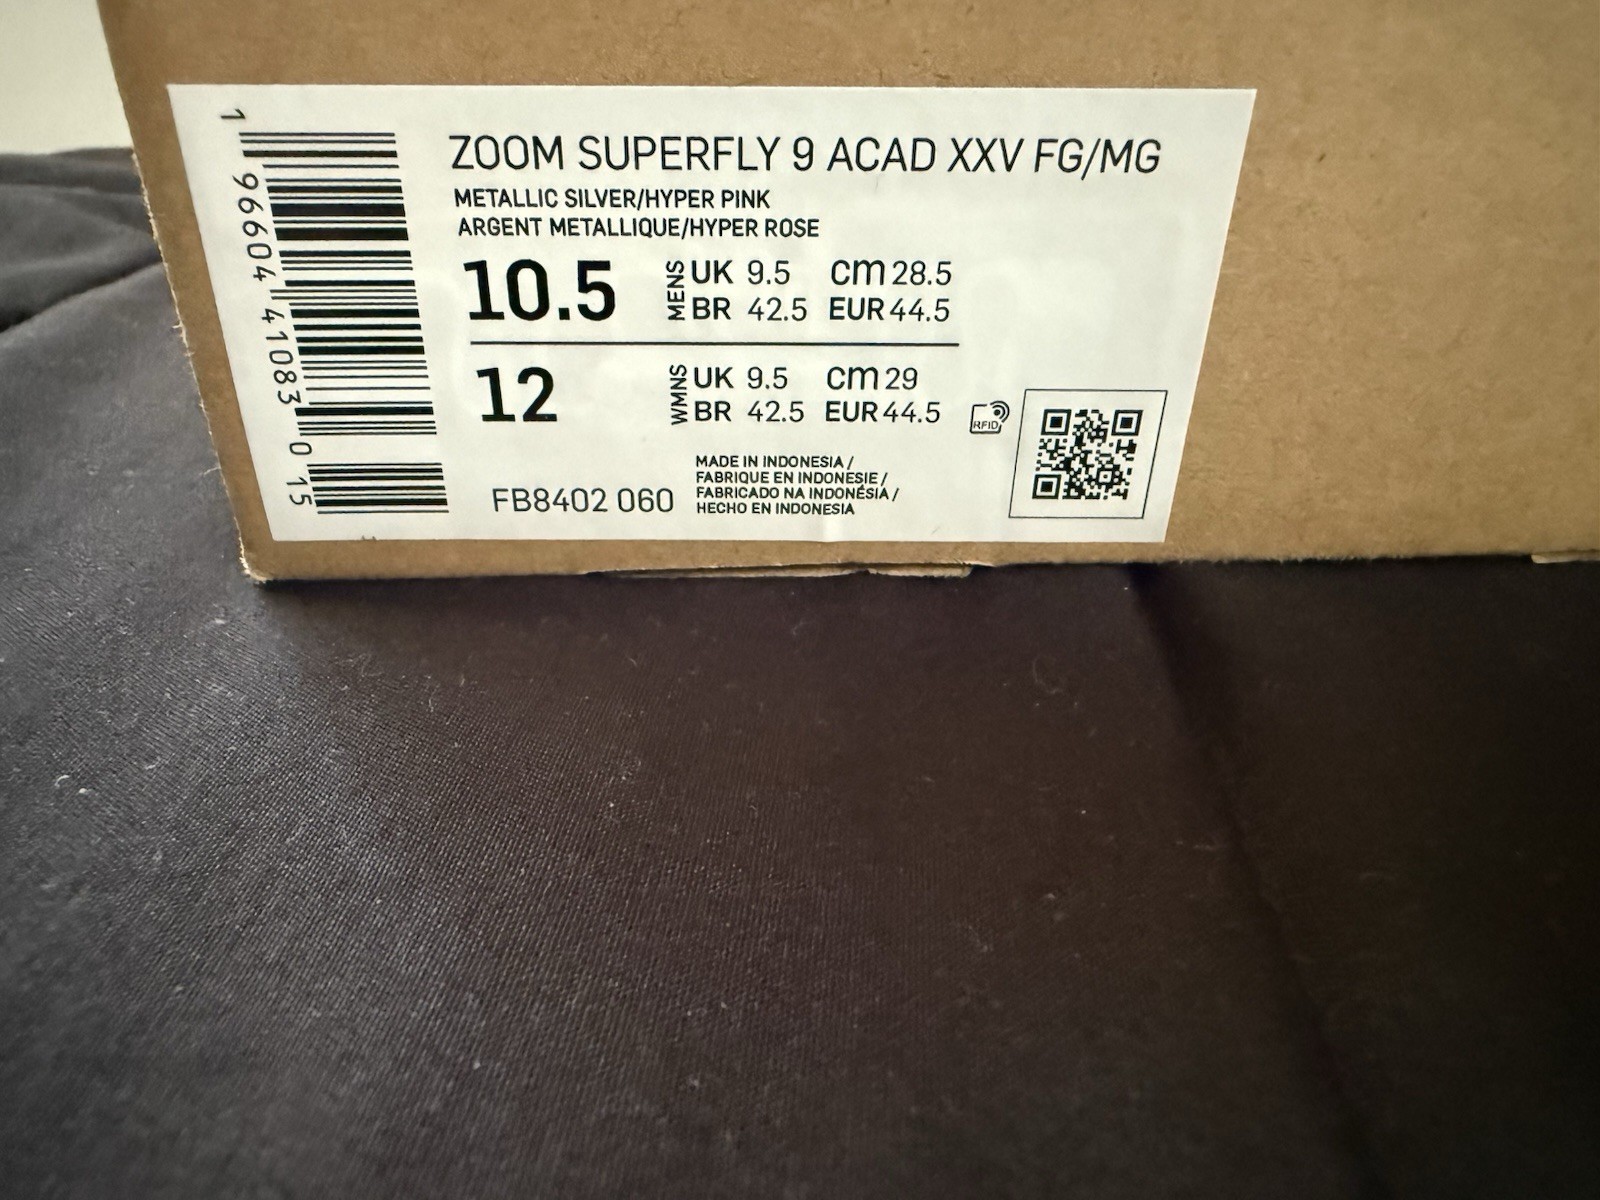 ZOOM SUPERFLY 9 ACAD XXV FG/MG
METALLIC SILVER/HYPER PINK
ARGENT METALLIQUE/HYPER ROSE
10.5 MENS UK 9.5 cm 28.5
BR 42.5 EUR 44.5
12 WMNS UK 9.5 cm 29
BR 42.5 EUR 44.5
RFID
FB8402 060
MADE IN INDONESIA /
FABRIQUE EN INDONESIE /
FABRICADO NA INDONÉSIA /
HECHO EN INDONESIA
1 96604 41083 0 15